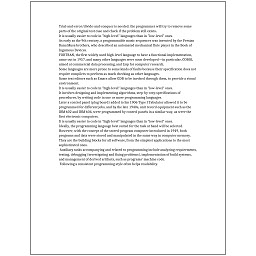 Trial-and-error/divide-and-conquer is needed: the programmer will try to remove some
parts of the original test case and check if the problem still exists.
It is usually easier to code in "high-level" languages than in "low-level" ones.
As early as the 9th century, a programmable music sequencer was invented by the Persian
Banu Musa brothers, who described an automated mechanical flute player in the Book of
Ingenious Devices.
FORTRAN, the first widely used high-level language to have a functional implementation,
came out in 1957, and many other languages were soon developed—in particular, COBOL
aimed at commercial data processing, and Lisp for computer research.
Some languages are more prone to some kinds of faults because their specification does not
require compilers to perform as much checking as other languages.
Some text editors such as Emacs allow GDB to be invoked through them, to provide a visual
environment.
It is usually easier to code in "high-level" languages than in "low-level" ones.
It involves designing and implementing algorithms, step-by-step specifications of
procedures, by writing code in one or more programming languages.
Later a control panel (plug board) added to his 1906 Type I Tabulator allowed it to be
programmed for different jobs, and by the late 1940s, unit record equipment such as the
IBM 602 and IBM 604, were programmed by control panels in a similar way, as were the
first electronic computers.
It is usually easier to code in "high-level" languages than in "low-level" ones.
Ideally, the programming language best suited for the task at hand will be selected.
However, with the concept of the stored-program computer introduced in 1949, both
programs and data were stored and manipulated in the same way in computer memory.
They are the building blocks for all software, from the simplest applications to the most
sophisticated ones.
Auxiliary tasks accompanying and related to programming include analyzing requirements,
testing, debugging (investigating and fixing problems), implementation of build systems,
and management of derived artifacts, such as programs' machine code.
Following a consistent programming style often helps readability.